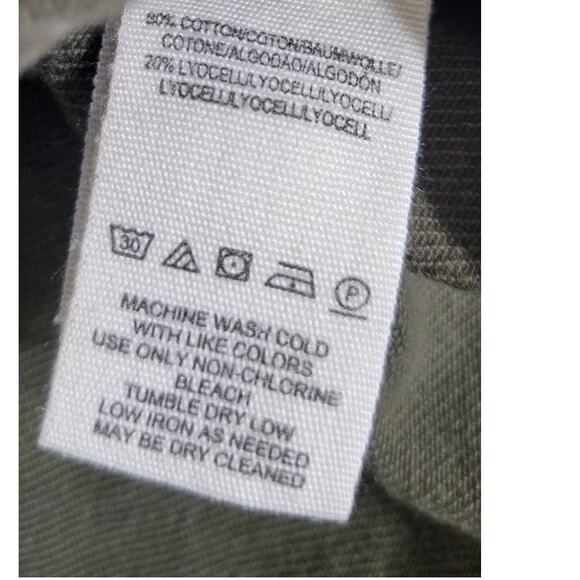 80% COTTON/COTON/BAUMWOLLE/
COTONE/ALGODAO/ALGODÓN
20% LYOCELL/LYOCELL/LYOCELL/
LYOCELL/LYOCELL/LYOCELL
30 P
MACHINE WASH COLD
WITH LIKE COLORS
USE ONLY NON-CHLORINE
BLEACH
TUMBLE DRY LOW
LOW IRON AS NEEDED
MAY BE DRY CLEANED